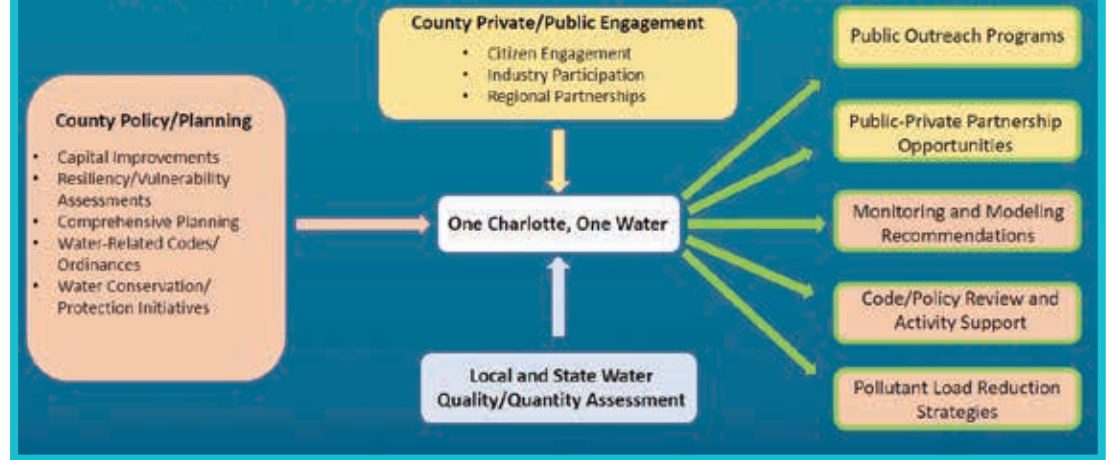 County Private/Public Engagement
• Citizen Engagement
• Industry Participation
• Regional Partnerships
County Policy/Planning
• Capital Improvements
• Resiliency/Vulnerability
Assessments
• Comprehensive Planning
• Water-Related Codes/
Ordinances
• Water Conservation/
Protection Initiatives
One Charlotte, One Water
Local and State Water
Quality/Quantity Assessment
Public Outreach Programs
Public-Private Partnership
Opportunities
Monitoring and Modeling
Recommendations
Code/Policy Review and
Activity Support
Pollutant Load Reduction
Strategies